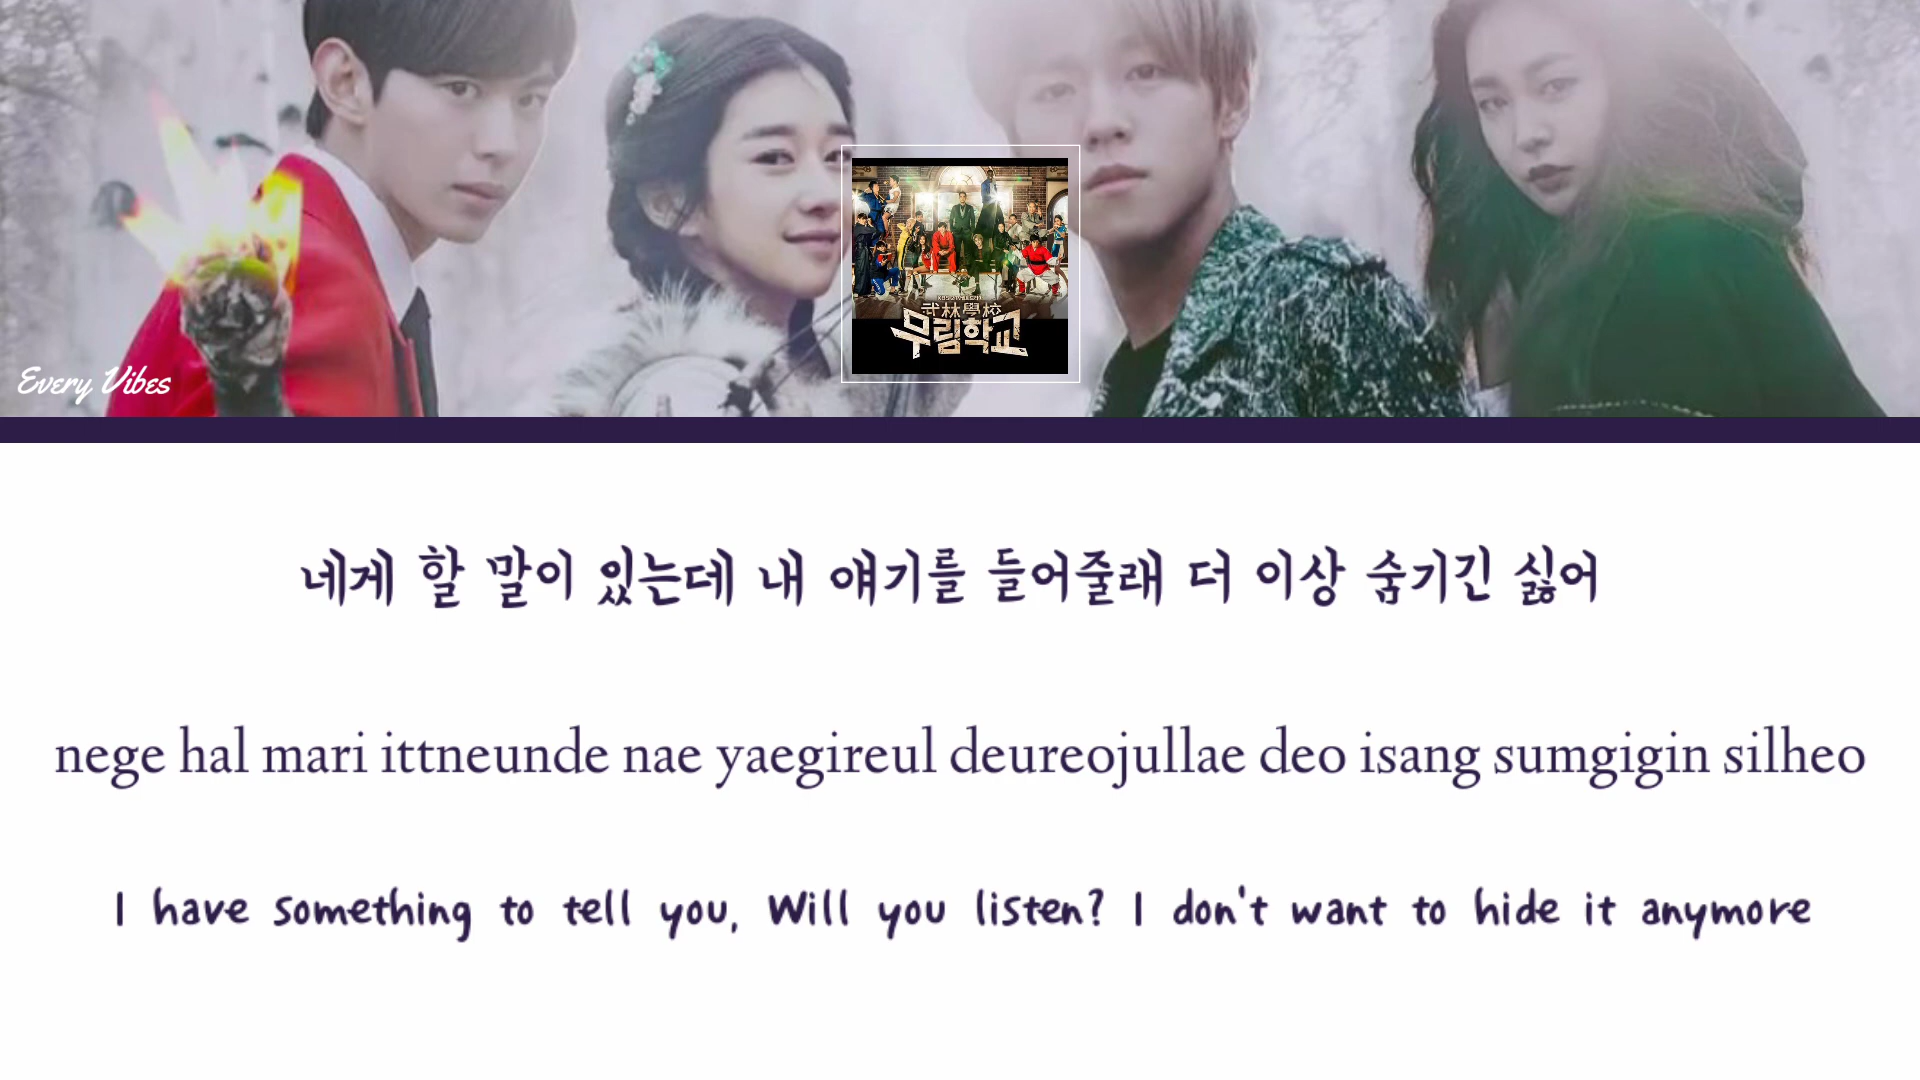 Every Vibes
武林學校
무림학교
네게 할 말이 있는데 내 얘기를 들어줄래 더 이상 숨기긴 싫어
nege hal mari ittneunde nae yaegireul deureojullae deo isang sumgigin silheo
I have something to tell you, Will you listen? I don't want to hide it anymore